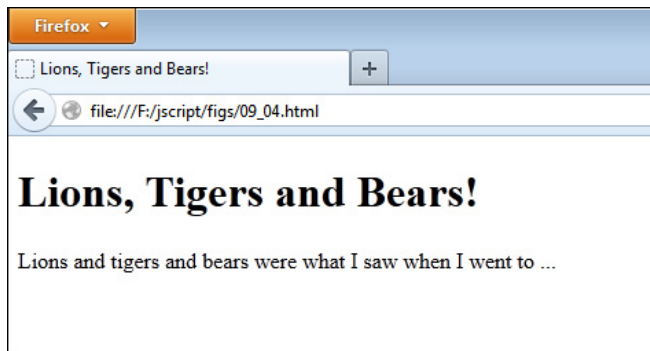 Firefox
Lions, Tigers and Bears!
+
file:///F:/jscript/figs/09_04.html
Lions, Tigers and Bears!
Lions and tigers and bears were what I saw when I went to ...